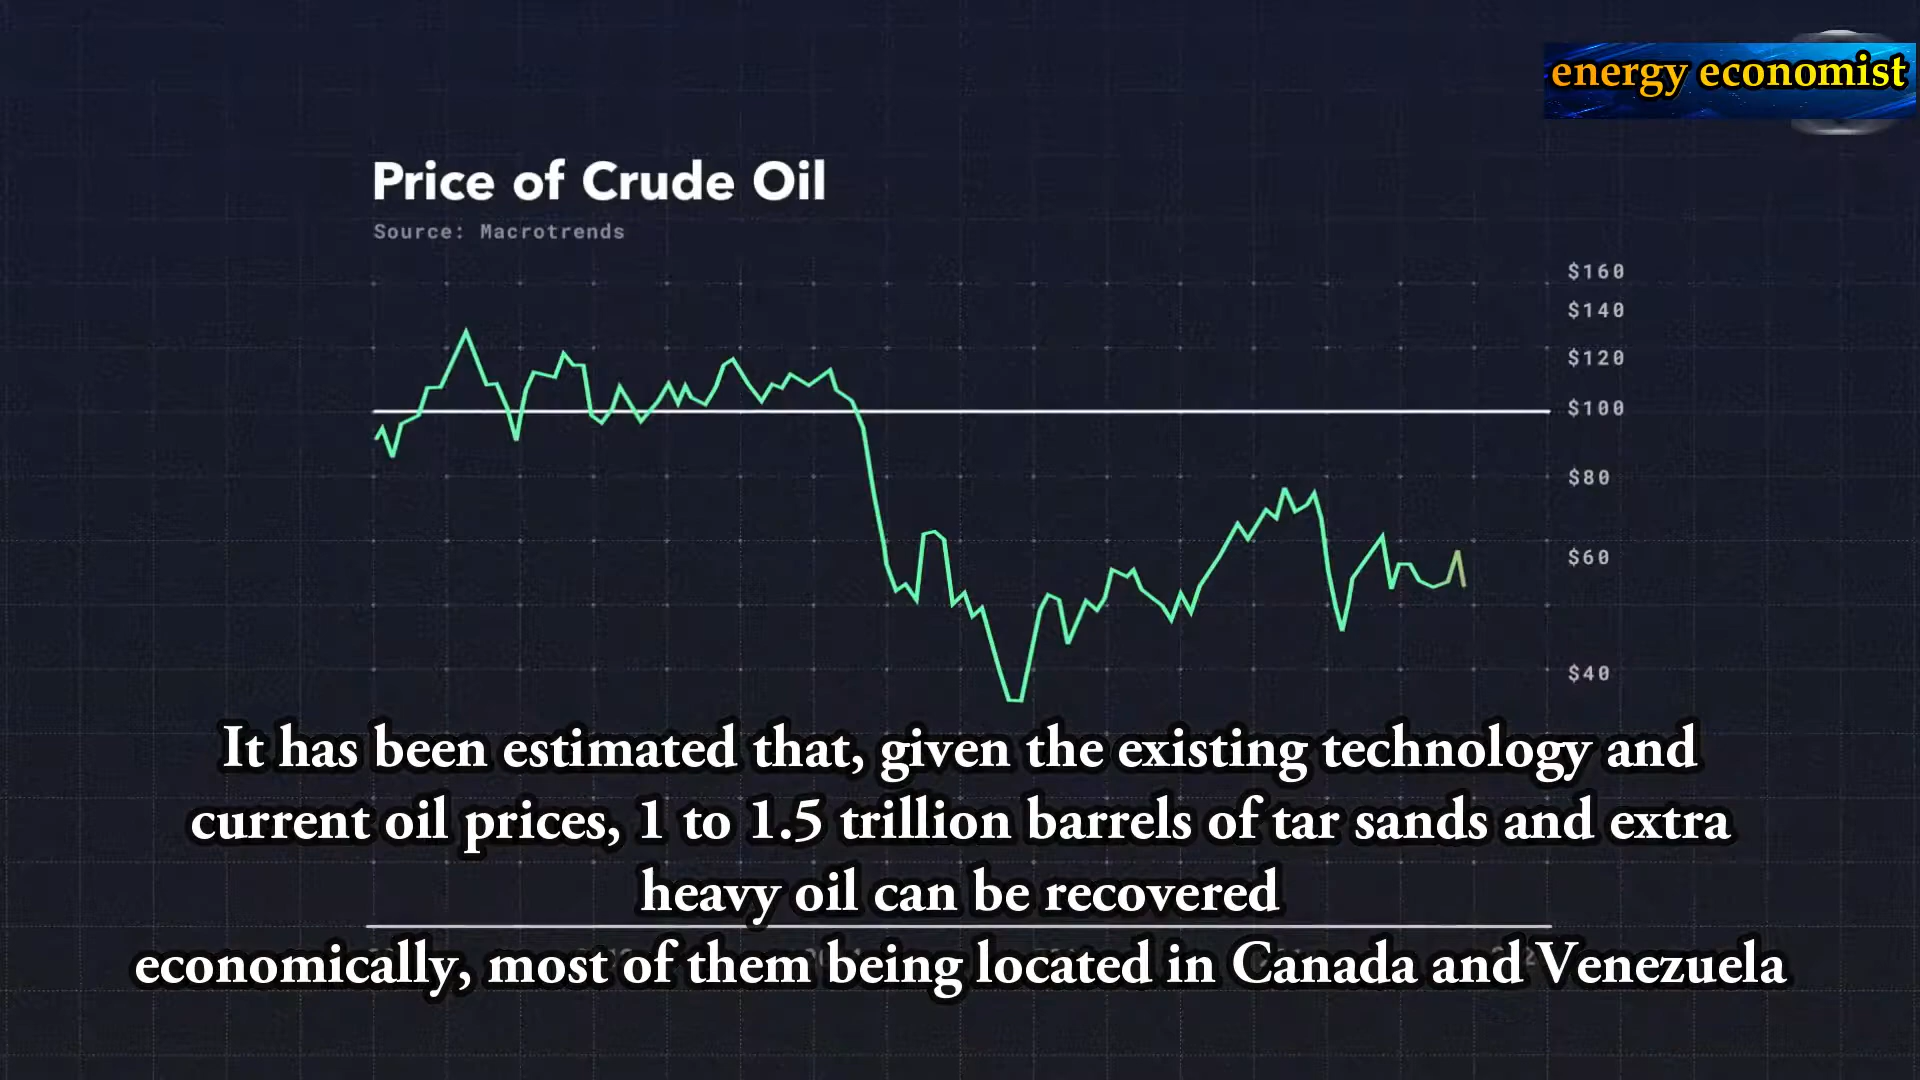 energy economist
Price of Crude Oil
Source: Macrotrends
$160
$140
$120
$100
$80
$60
$40
It has been estimated that, given the existing technology and
current oil prices, 1 to 1.5 trillion barrels of tar sands and extra
heavy oil can be recovered
economically, most of them being located in Canada and Venezuela